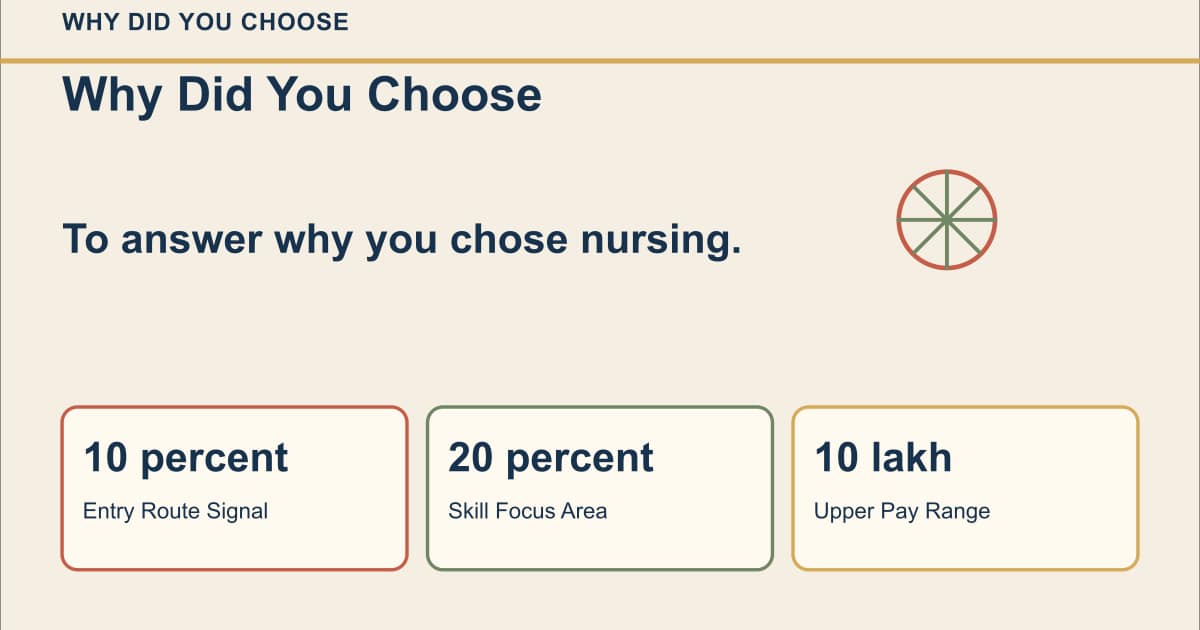 WHY DID YOU CHOOSE
Why Did You Choose
To answer why you chose nursing.
10 percent
Entry Route Signal
20 percent
Skill Focus Area
10 lakh
Upper Pay Range